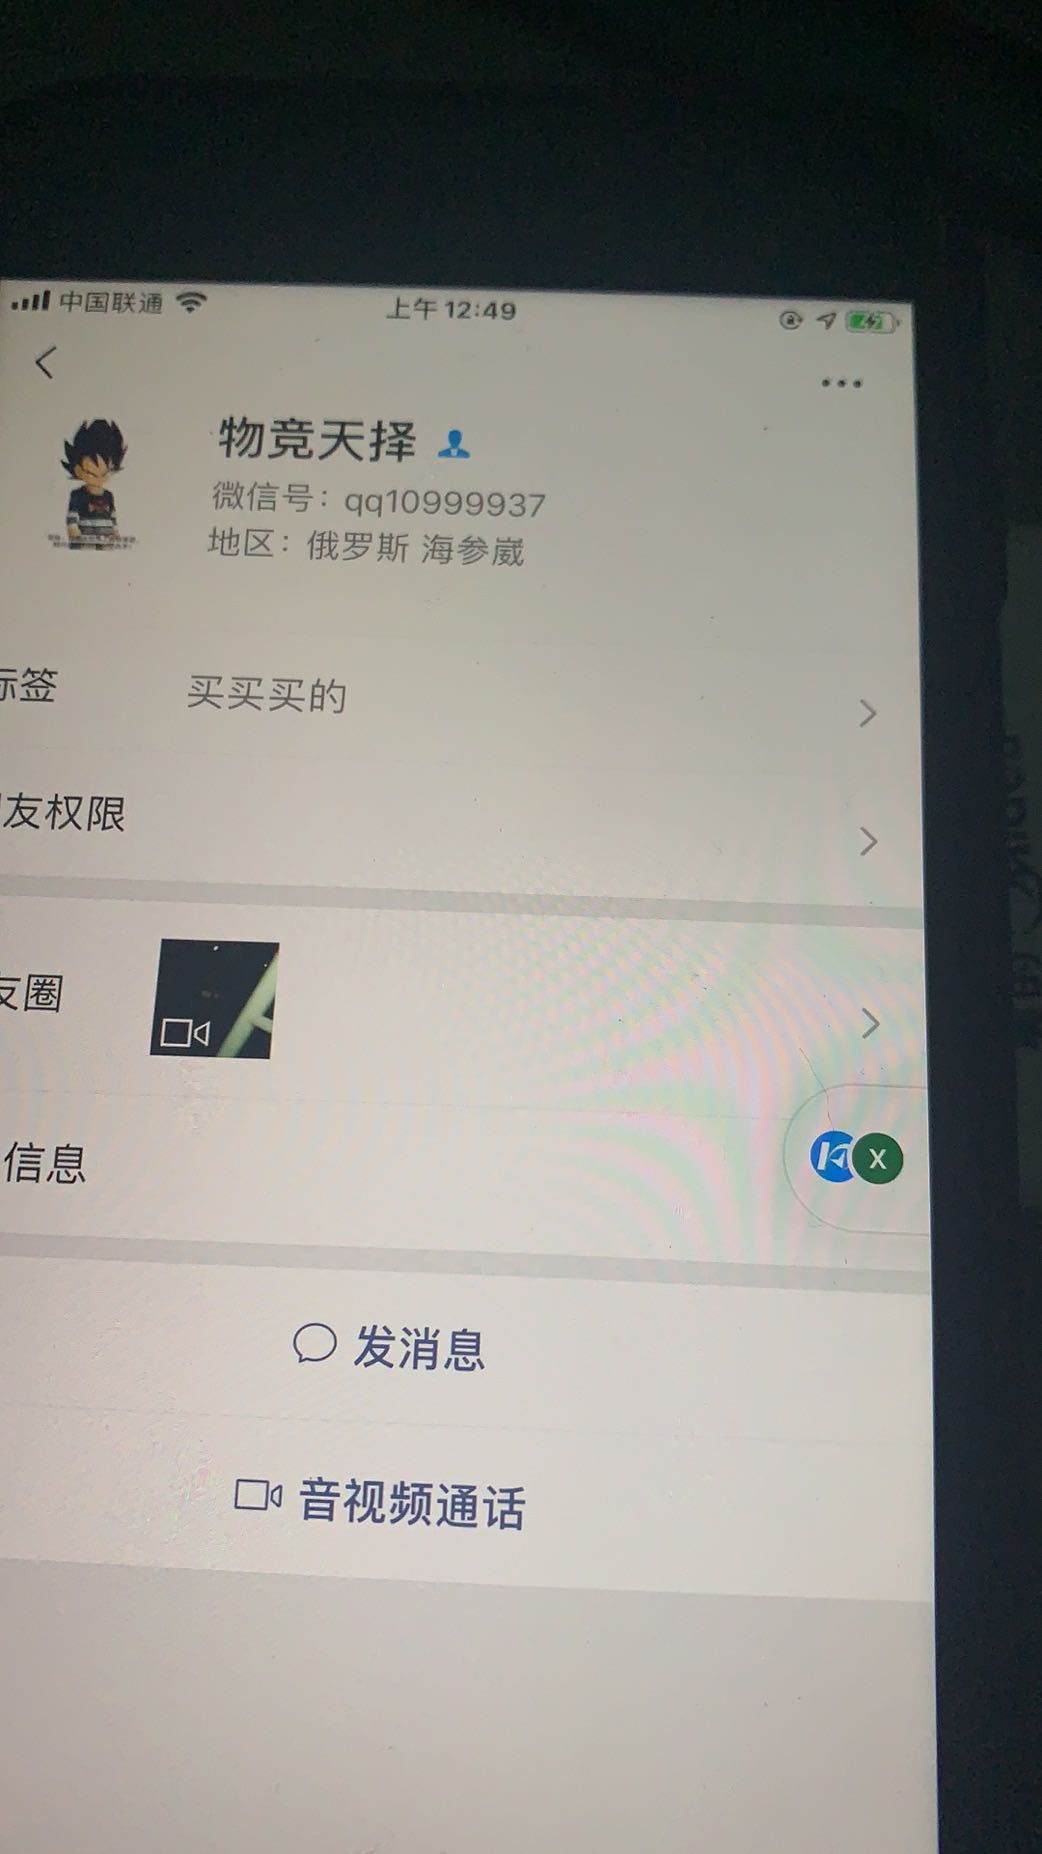 中国联通
上午12:49
物竞天择
微信号：qq10999937
地区：俄罗斯 海参崴
标签
买买买的
友权限
友圈
信息
X
发消息
音视频通话